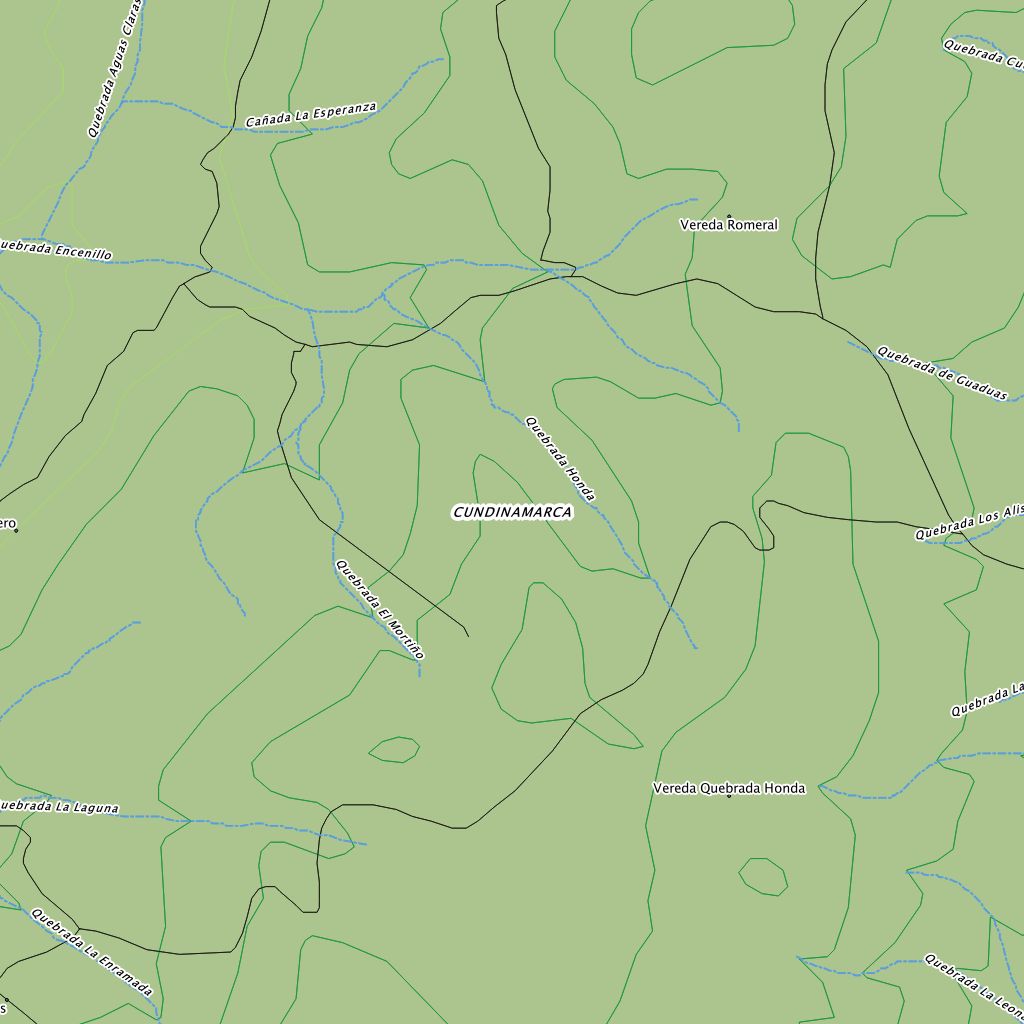 Quebrada Aguas Claras
Quebrada Cu
Cañada La Esperanza
Vereda Romeral
uebrada Encenillo
Quebrada de Guaduas
Quebrada Honda
CUNDINAMARCA
ero
Quebrada Los Alis
Quebrada El Mortiño
Quebrada La
Vereda Quebrada Honda
uebrada La Laguna
Quebrada La Enramada
Quebrada La Leona
s